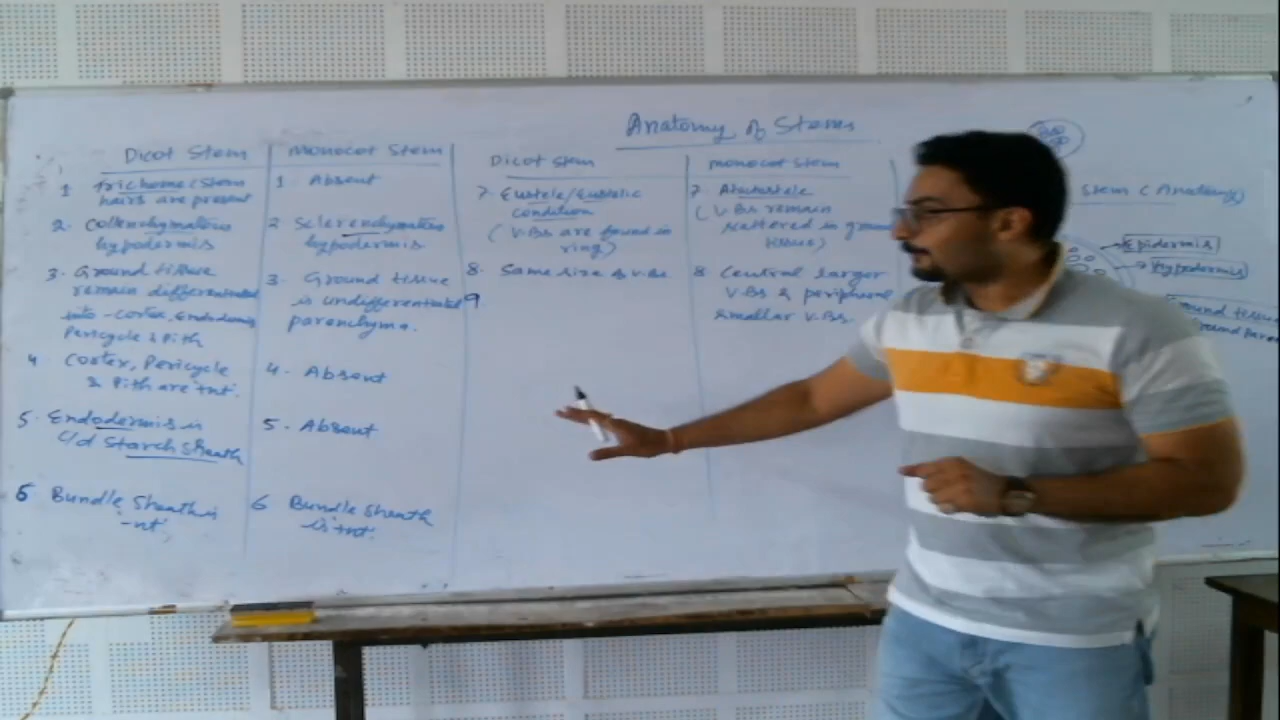 Anatomy of Stems
Dicot Stem
1 Trichome/Stem
hairs are present
2. Collenchymatous
hypodermis
3. Ground tissue
remain differentiated
into - Cortex, Endodermis
Pericycle & Pith
4 Cortex, Pericycle
& Pith are +nt.
5. Endodermis is
c/d Starch Sheath
6 Bundle Sheath is
-nt
Monocot Stem
1 Absent
2 Sclerenchymatous
hypodermis
3. Ground tissue
is undifferentiated
parenchyma.
4. Absent
5. Absent
6 Bundle Sheath
is +nt.
Dicot Stem
7 Eustele/Eustelic
condition
(V.Bs are found in
ring)
8. Same size of V.Bs
9
Monocot Stem
7 Atactostele
(V.Bs remain
scattered in ground
tissue)
8 Central larger
V.Bs & peripheral
smaller V.Bs.
Stem (Anatomy)
Epidermis
Hypodermis
ground tissue